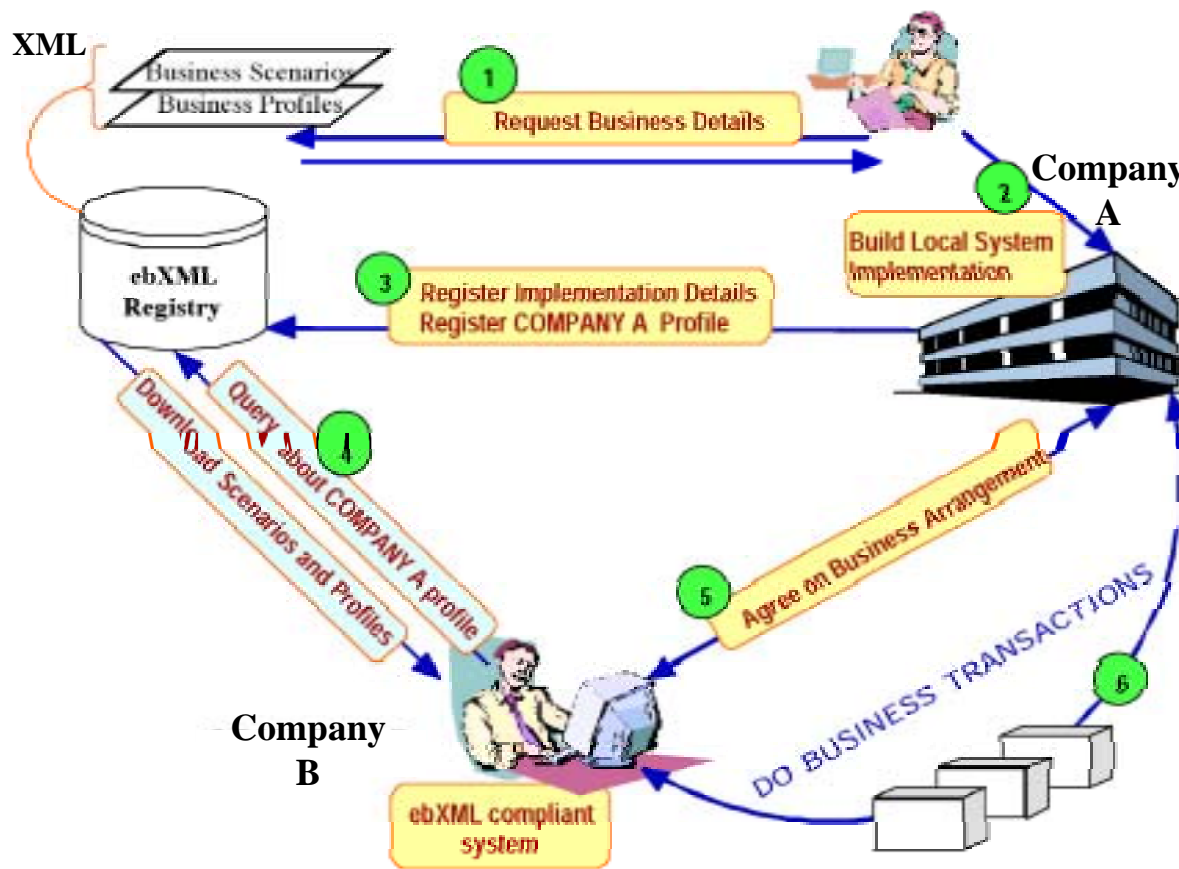 XML
Business Scenarios
Business Profiles
1
Request Business Details
Company
A
2
Build Local System
Implementation
ebXML
Registry
3
Register Implementation Details
Register COMPANY A Profile
Query about COMPANY A profile
4
Download Scenarios and Profiles
5
Agree on Business Arrangement
DO BUSINESS TRANSACTIONS
6
Company
B
ebXML compliant
system